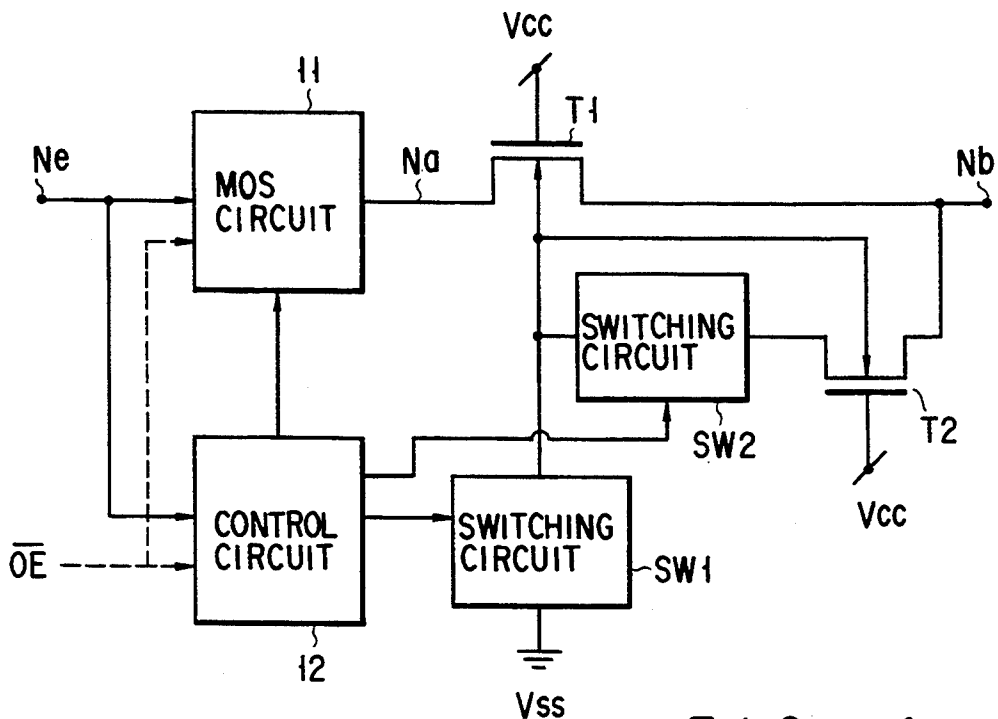 Vcc
11
T1
Ne
Na
Nb
MOS
CIRCUIT
SWITCHING
CIRCUIT
SW2
T2
Vcc
CONTROL
CIRCUIT
SWITCHING
CIRCUIT
SW1
O̅E̅
12
Vss